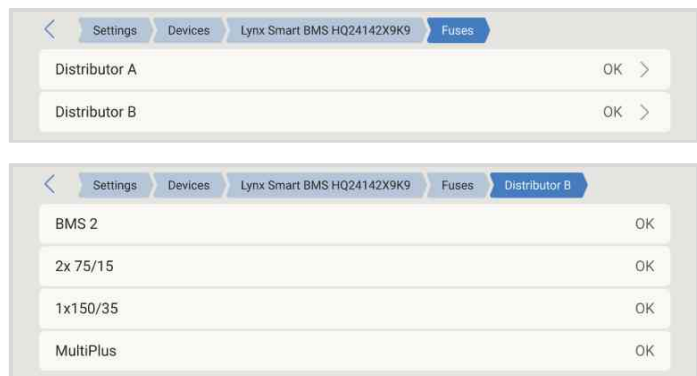 Settings Devices Lynx Smart BMS HQ24142X9K9 Fuses
Distributor A OK
Distributor B OK
Settings Devices Lynx Smart BMS HQ24142X9K9 Fuses Distributor B
BMS 2 OK
2x 75/15 OK
1x150/35 OK
MultiPlus OK